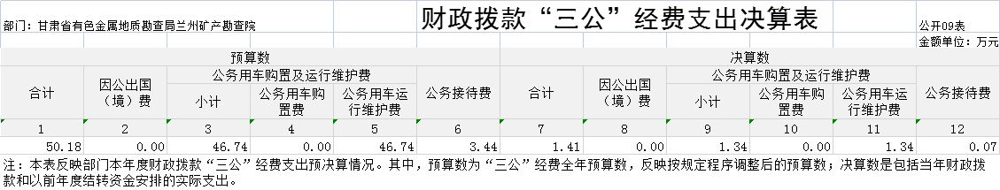 财政拨款“三公”经费支出决算表
部门：甘肃省有色金属地质勘查局兰州矿产勘查院 公开09表
金额单位：万元
预算数 决算数
合计 因公出国（境）费 公务用车购置及运行维护费 公务接待费 合计 因公出国（境）费 公务用车购置及运行维护费 公务接待费
小计 公务用车购置费 公务用车运行维护费 小计 公务用车购置费 公务用车运行维护费
1 2 3 4 5 6 7 8 9 10 11 12
50.18 0.00 46.74 0.00 46.74 3.44 1.41 0.00 1.34 0.00 1.34 0.07
注：本表反映部门本年度财政拨款“三公”经费支出预决算情况。其中，预算数为“三公”经费全年预算数，反映按规定程序调整后的预算数；决算数是包括当年财政拨
款和以前年度结转资金安排的实际支出。